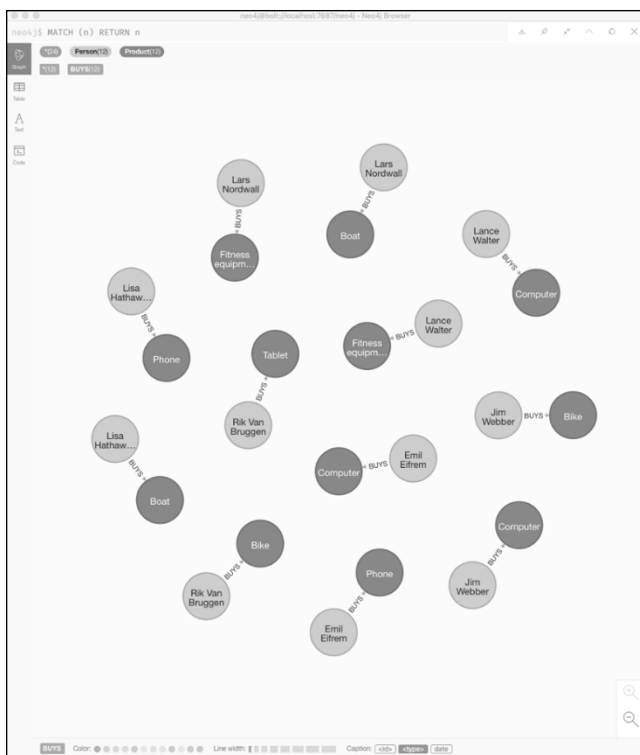 neo4j@bolt://localhost:7687/neo4j - Neo4j Browser
neo4j$ MATCH (n) RETURN n
*(24) Person(12) Product(12)
*(12) BUYS(12)
Graph
Table
Text
Code
Lars
Nordwall
BUYS
Fitness
equipm…
Lars
Nordwall
BUYS
Boat
Lance
Walter
BUYS
Computer
Lisa
Hathaw…
BUYS
Phone
Tablet
BUYS
Rik Van
Bruggen
Fitness
equipm…
BUYS
Lance
Walter
Jim
Webber
BUYS
Bike
Lisa
Hathaw…
BUYS
Boat
Computer
BUYS
Emil
Eifrem
Bike
BUYS
Rik Van
Bruggen
Phone
BUYS
Emil
Eifrem
Computer
BUYS
Jim
Webber
BUYS Color: Line width: Caption: <id> <type> date